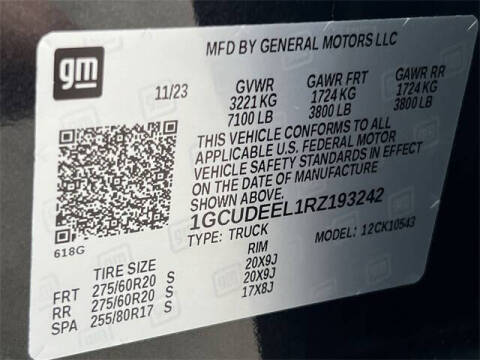 gm
MFD BY GENERAL MOTORS LLC
11/23 GVWR GAWR FRT GAWR RR
3221 KG 1724 KG 1724 KG
7100 LB 3800 LB 3800 LB
THIS VEHICLE CONFORMS TO ALL
APPLICABLE U.S. FEDERAL MOTOR
VEHICLE SAFETY STANDARDS IN EFFECT
ON THE DATE OF MANUFACTURE
SHOWN ABOVE.
1GCUDEEL1RZ193242
TYPE: TRUCK MODEL: 12CK10543
618G
TIRE SIZE RIM
FRT 275/60R20 S 20X9J
RR 275/60R20 S 20X9J
SPA 255/80R17 S 17X8J